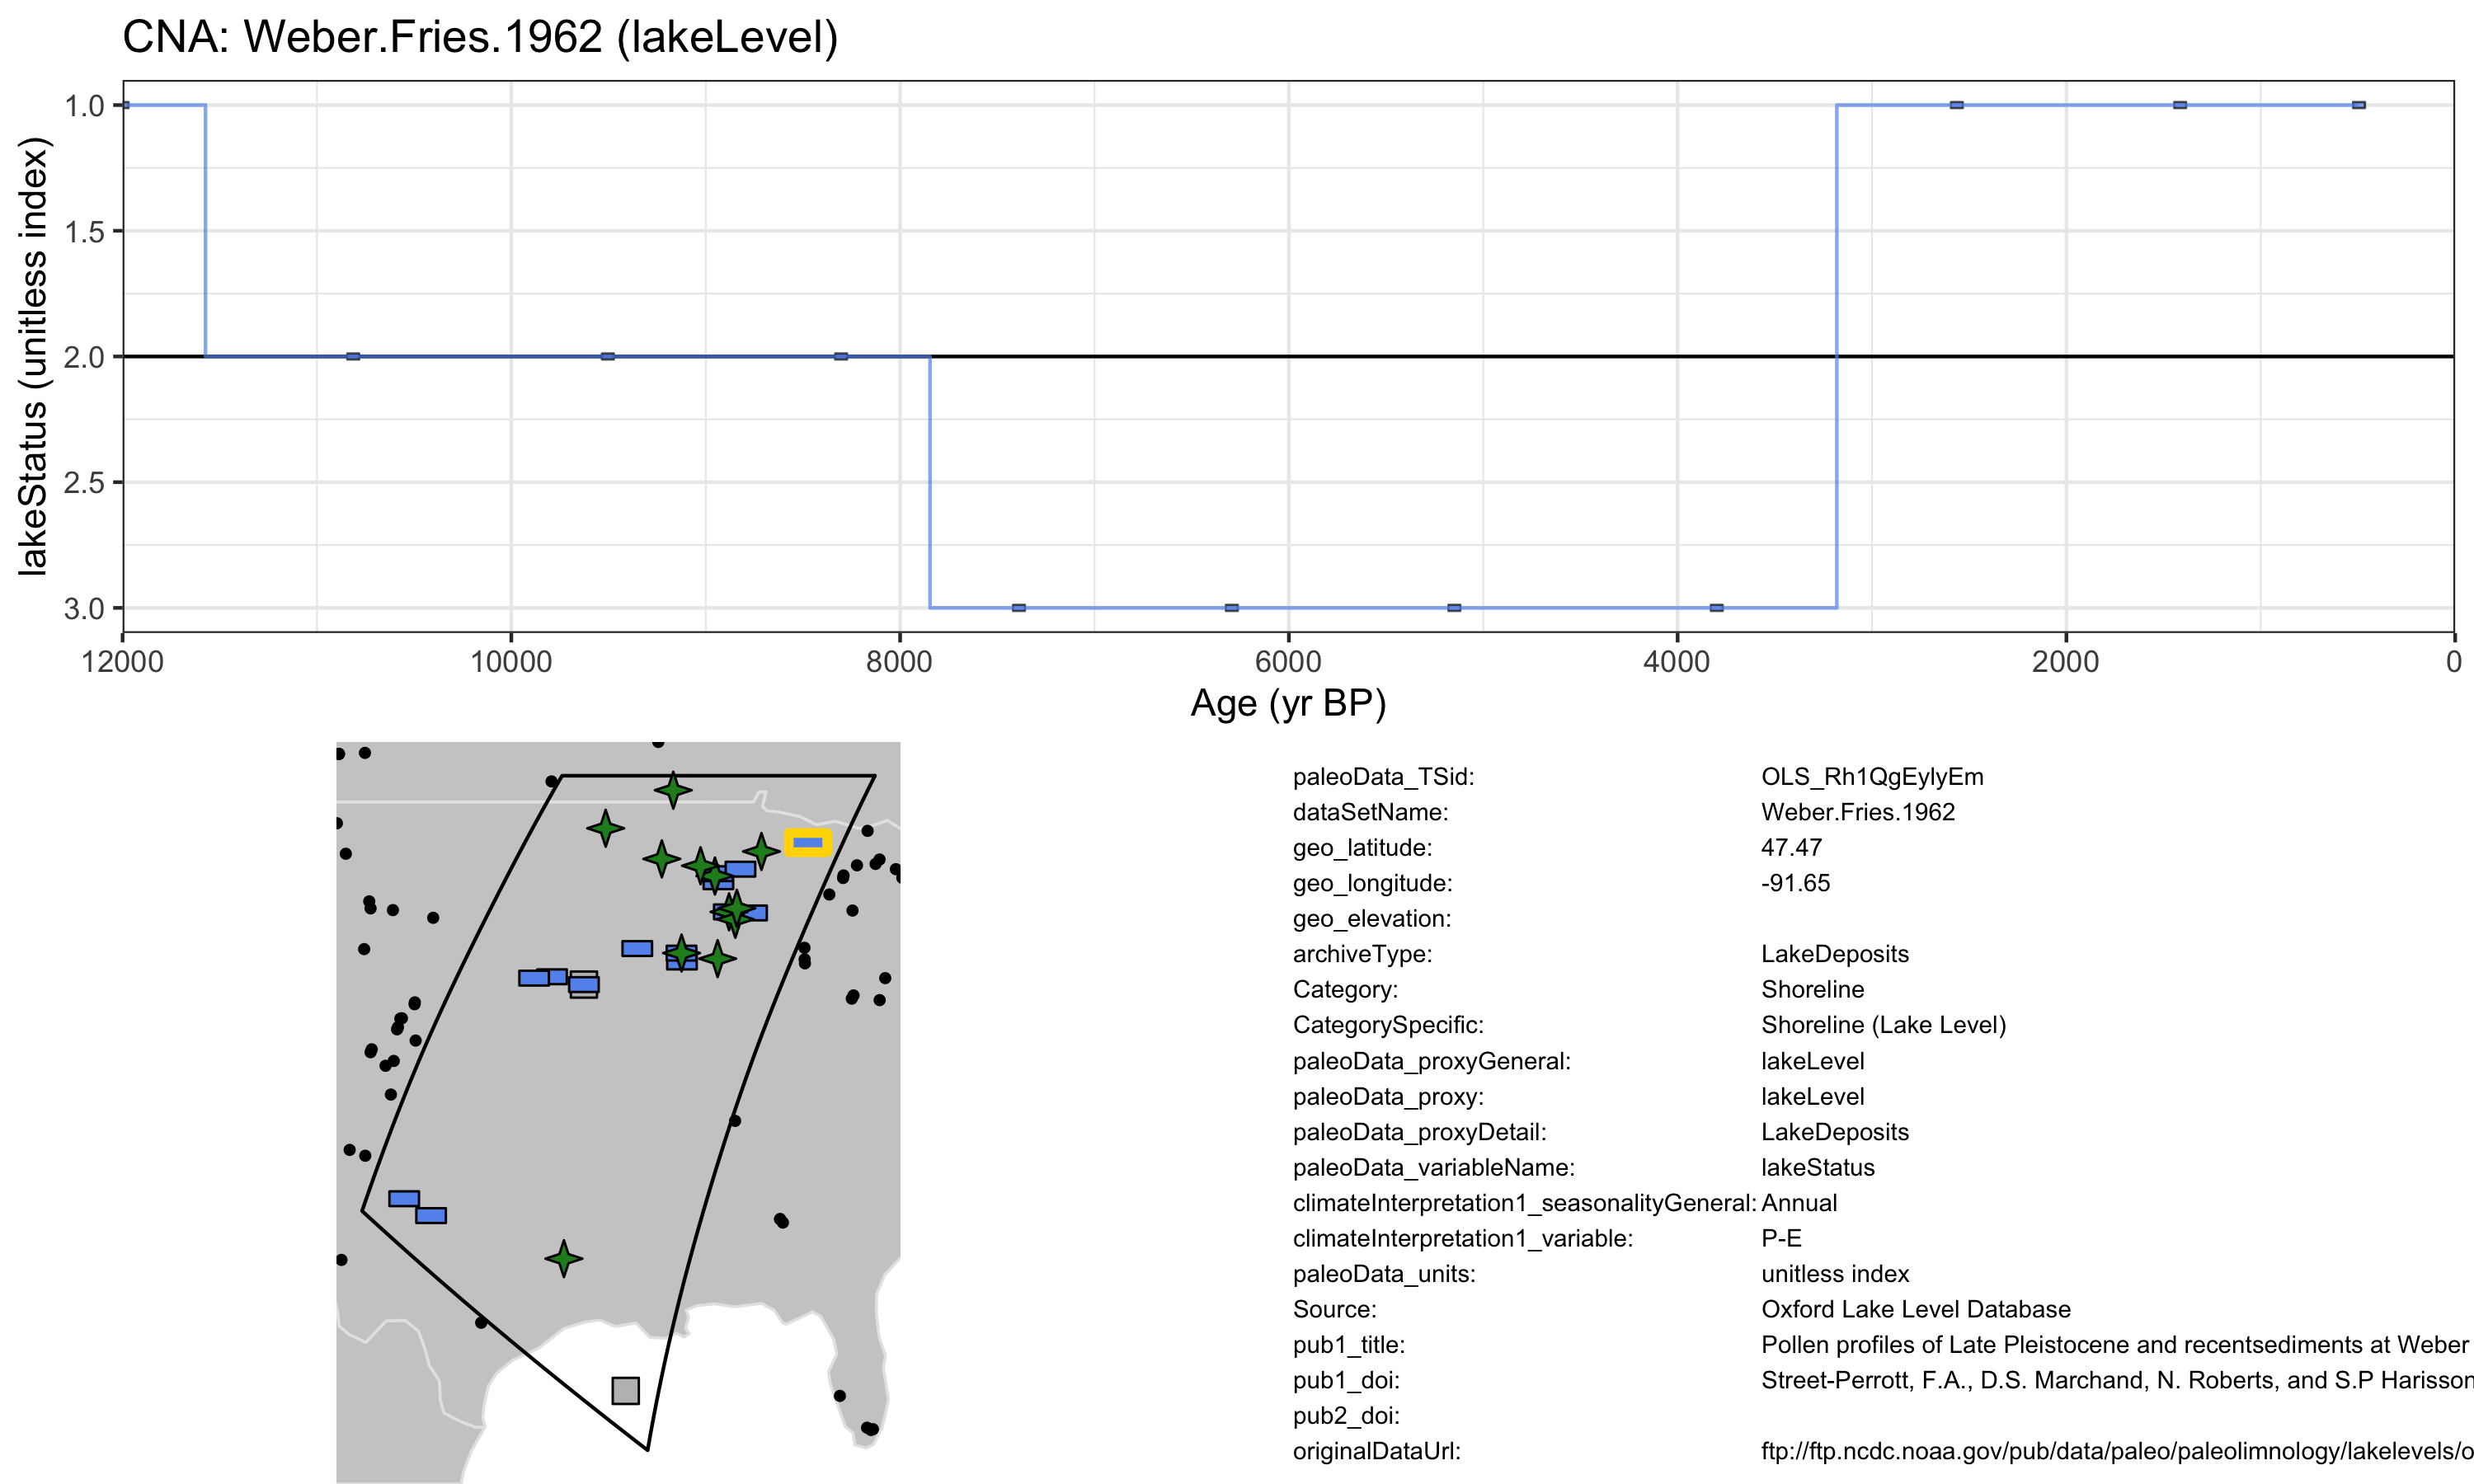 CNA: Weber.Fries.1962 (lakeLevel)
lakeStatus (unitless index)
1.0
1.5
2.0
2.5
3.0
12000 10000 8000 6000 4000 2000 0
Age (yr BP)
paleoData_TSid: OLS_Rh1QgEylyEm
dataSetName: Weber.Fries.1962
geo_latitude: 47.47
geo_longitude: -91.65
geo_elevation:
archiveType: LakeDeposits
Category: Shoreline
CategorySpecific: Shoreline (Lake Level)
paleoData_proxyGeneral: lakeLevel
paleoData_proxy: lakeLevel
paleoData_proxyDetail: LakeDeposits
paleoData_variableName: lakeStatus
climateInterpretation1_seasonalityGeneral: Annual
climateInterpretation1_variable: P-E
paleoData_units: unitless index
Source: Oxford Lake Level Database
pub1_title: Pollen profiles of Late Pleistocene and recentsediments at Weber
pub1_doi: Street-Perrott, F.A., D.S. Marchand, N. Roberts, and S.P Harisson
pub2_doi:
originalDataUrl: ftp://ftp.ncdc.noaa.gov/pub/data/paleo/paleolimnology/lakelevels/o